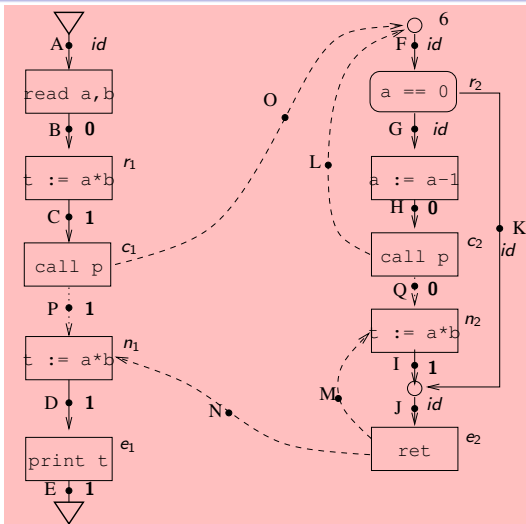 A id
read a,b
B 0
r1
t := a*b
C 1
c1
call p
P 1
n1
t := a*b
D 1
e1
print t
E 1
O
L
N
M
6
F id
r2
a == 0
G id
a := a-1
H 0
K
id
c2
call p
Q 0
n2
t := a*b
I 1
J id
e2
ret